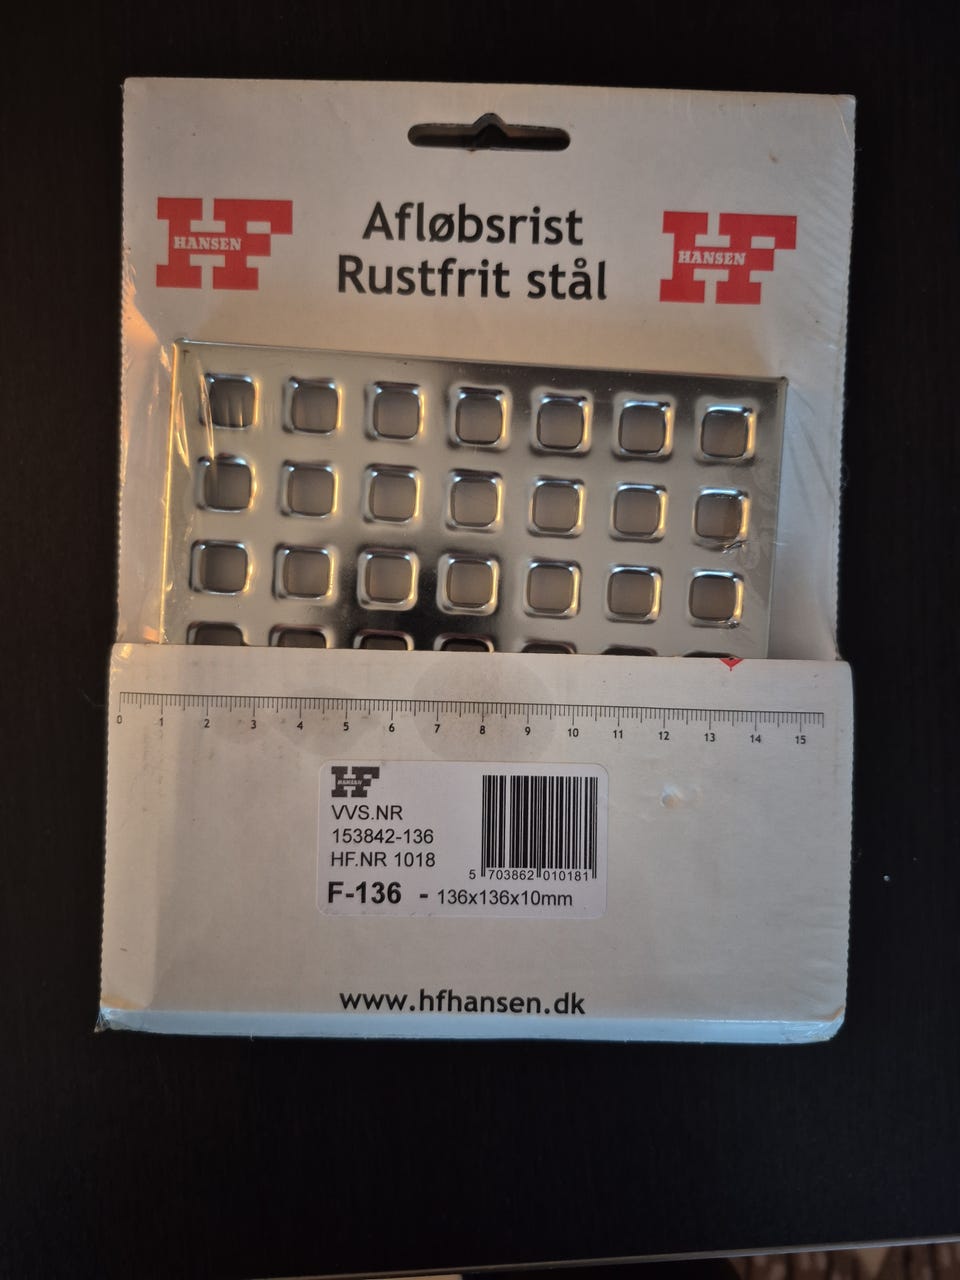 HF
HANSEN
Afløbsrist
Rustfrit stål
HF
HANSEN
0 1 2 3 4 5 6 7 8 9 10 11 12 13 14 15
HF
HANSEN
VVS.NR
153842-136
HF.NR 1018
5 703862 010181
F-136 - 136x136x10mm
www.hfhansen.dk